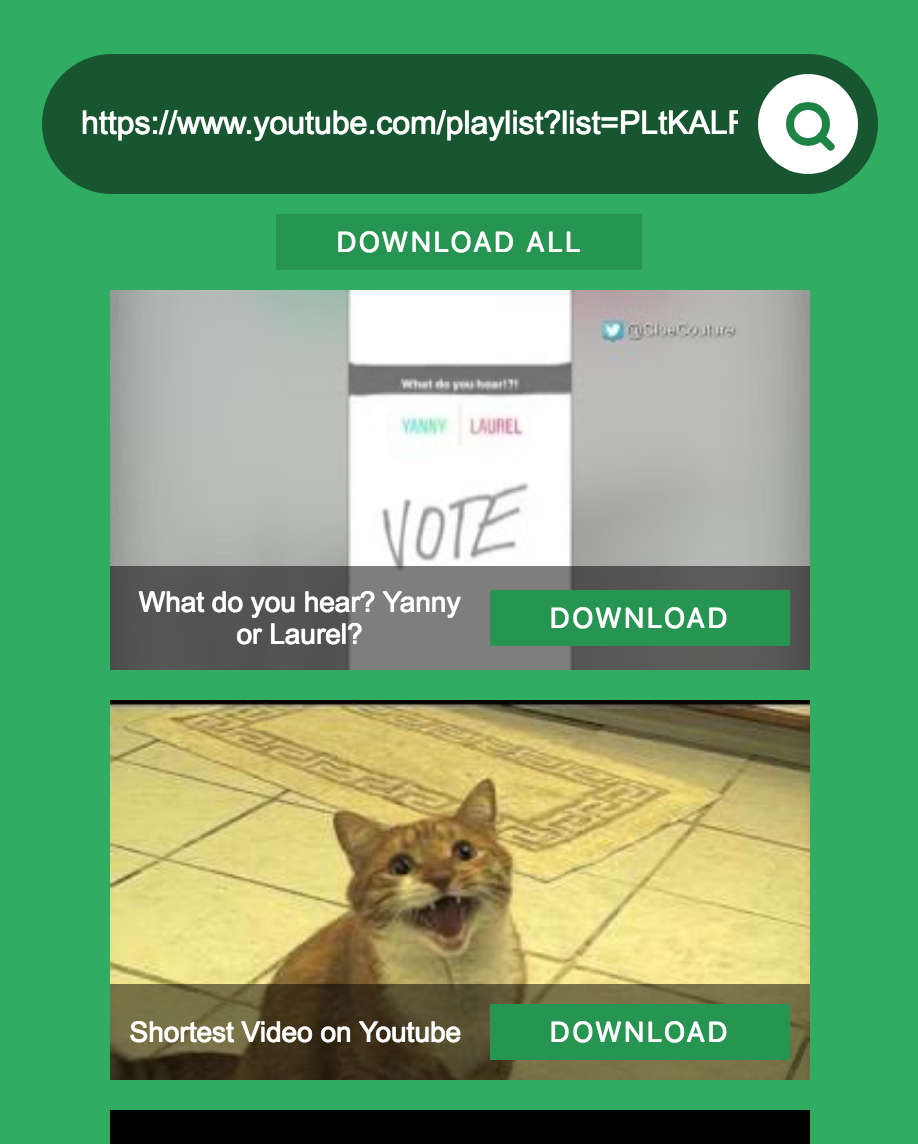 https://www.youtube.com/playlist?list=PLtKALF
DOWNLOAD ALL
@CloeCouture
What do you hear!?!
YANNY LAUREL
VOTE
What do you hear? Yanny
or Laurel?
DOWNLOAD
Shortest Video on Youtube
DOWNLOAD